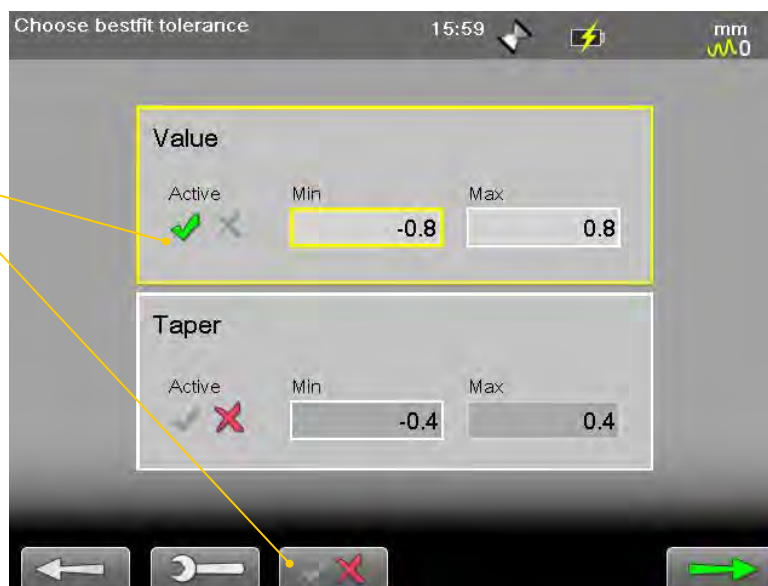 Choose bestfit tolerance 15:59 mm
0
Value
Active Min Max
-0.8 0.8
Taper
Active Min Max
-0.4 0.4